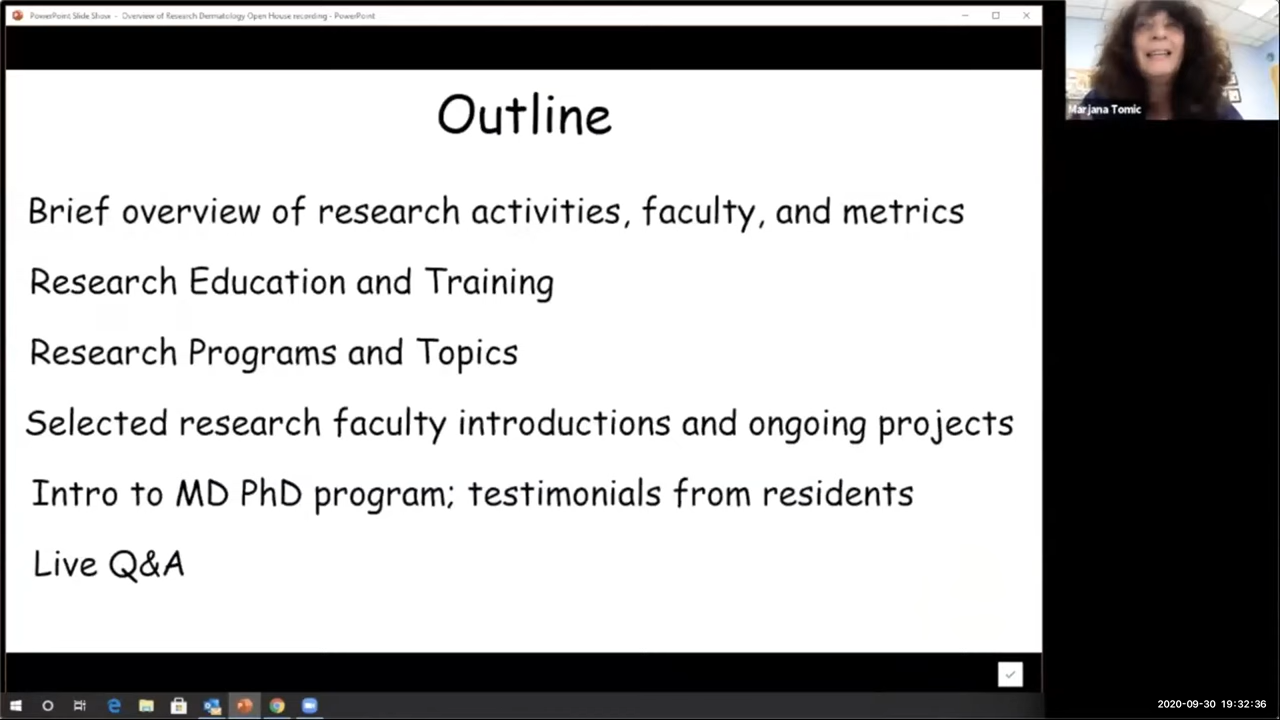 PowerPoint Slide Show - Overview of Research Dermatology Open House recording - PowerPoint
Outline
Brief overview of research activities, faculty, and metrics
Research Education and Training
Research Programs and Topics
Selected research faculty introductions and ongoing projects
Intro to MD PhD program; testimonials from residents
Live Q&A
Marjana Tomic
2020-09-30 19:32:36